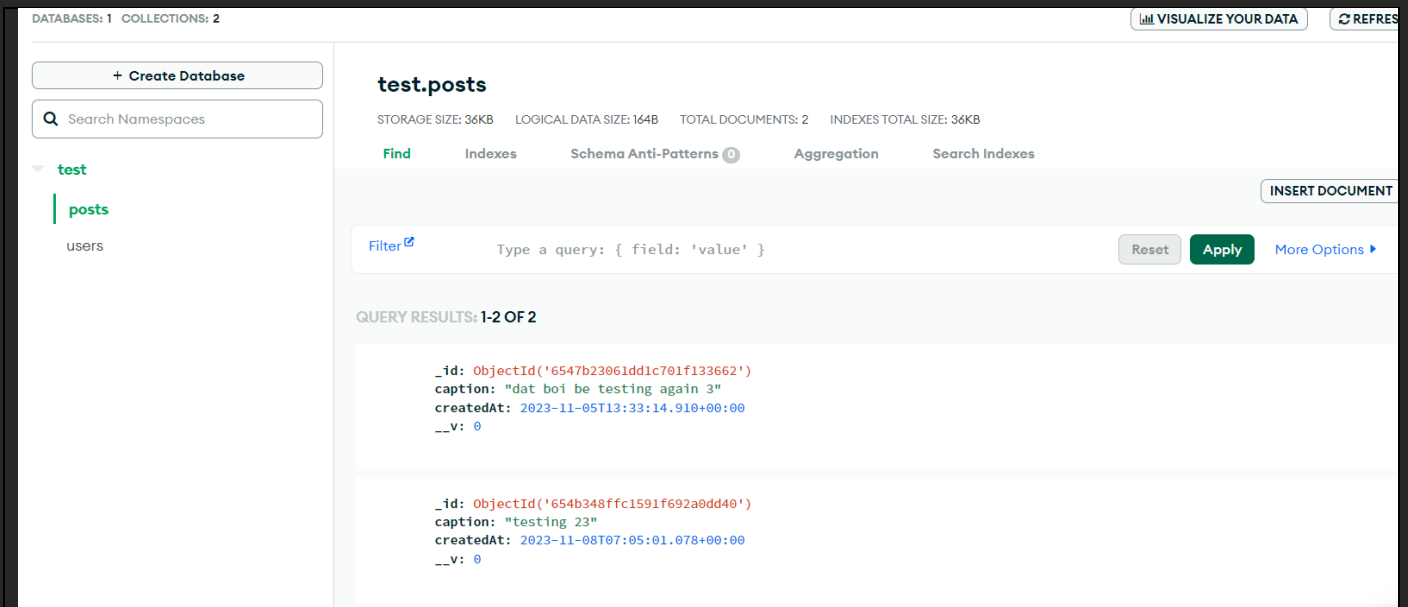 DATABASES: 1 COLLECTIONS: 2
VISUALIZE YOUR DATA
REFRES
+ Create Database
Search Namespaces
test
posts
users
test.posts
STORAGE SIZE: 36KB LOGICAL DATA SIZE: 164B TOTAL DOCUMENTS: 2 INDEXES TOTAL SIZE: 36KB
Find Indexes Schema Anti-Patterns 0 Aggregation Search Indexes
INSERT DOCUMENT
Filter Type a query: { field: 'value' } Reset Apply More Options
QUERY RESULTS: 1-2 OF 2
_id: ObjectId('6547b23061dd1c701f133662')
caption: "dat boi be testing again 3"
createdAt: 2023-11-05T13:33:14.910+00:00
__v: 0
_id: ObjectId('654b348ffc1591f692a0dd40')
caption: "testing 23"
createdAt: 2023-11-08T07:05:01.078+00:00
__v: 0